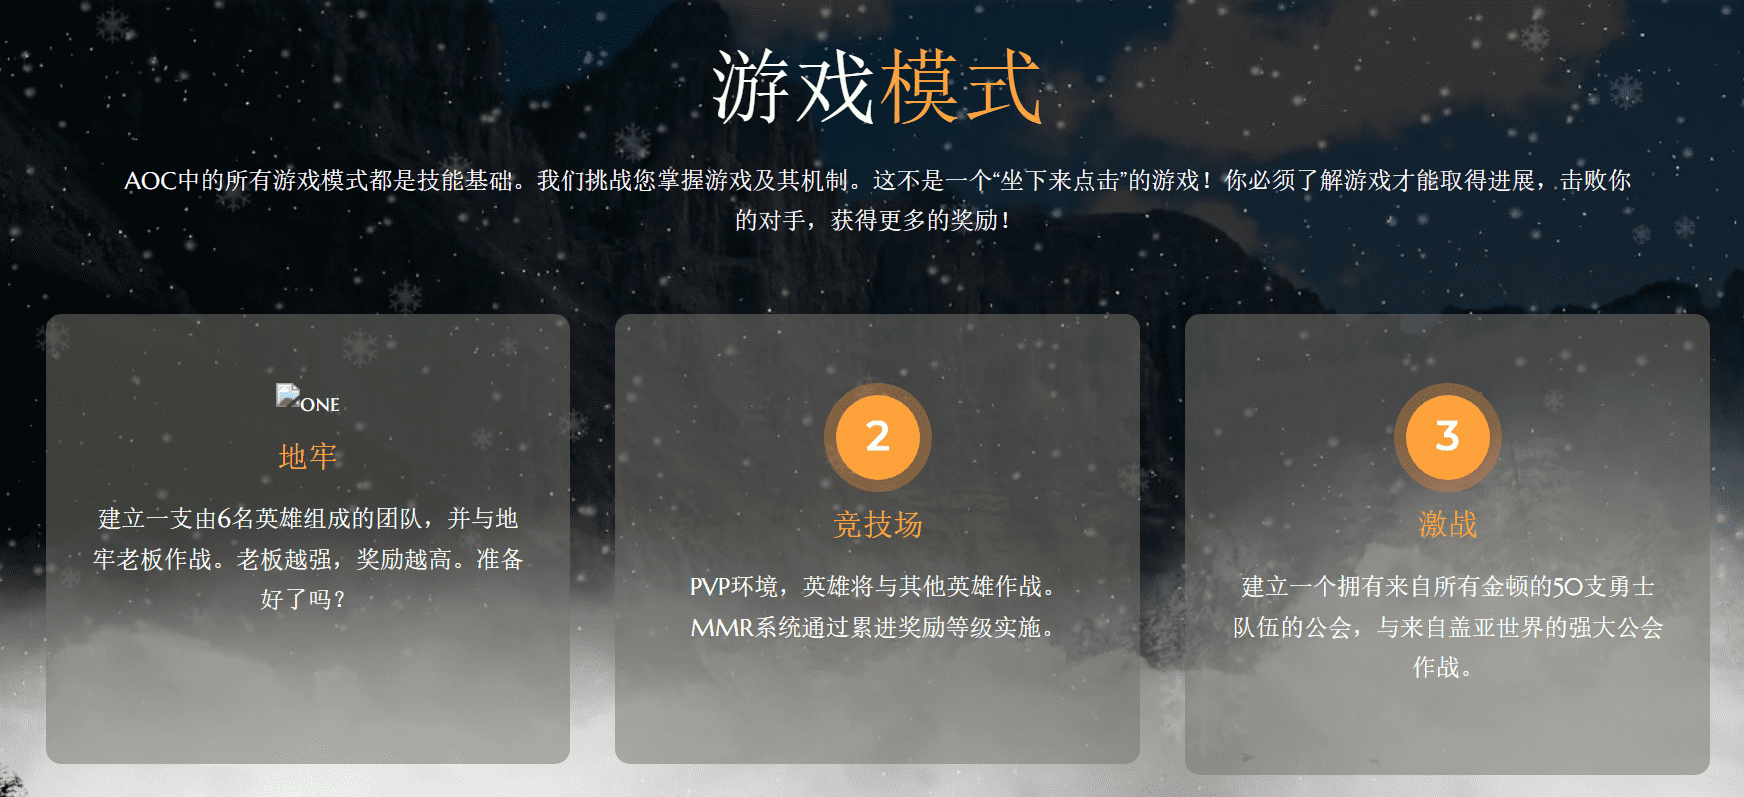 游戏模式
AOC中的所有游戏模式都是技能基础。我们挑战您掌握游戏及其机制。这不是一个“坐下来点击”的游戏！你必须了解游戏才能取得进展，击败你
的对手，获得更多的奖励！
ONE
地牢
建立一支由6名英雄组成的团队，并与地
牢老板作战。老板越强，奖励越高。准备
好了吗？
2
竞技场
PVP环境，英雄将与其他英雄作战。
MMR系统通过累进奖励等级实施。
3
激战
建立一个拥有来自所有金顿的50支勇士
队伍的公会，与来自盖亚世界的强大公会
作战。